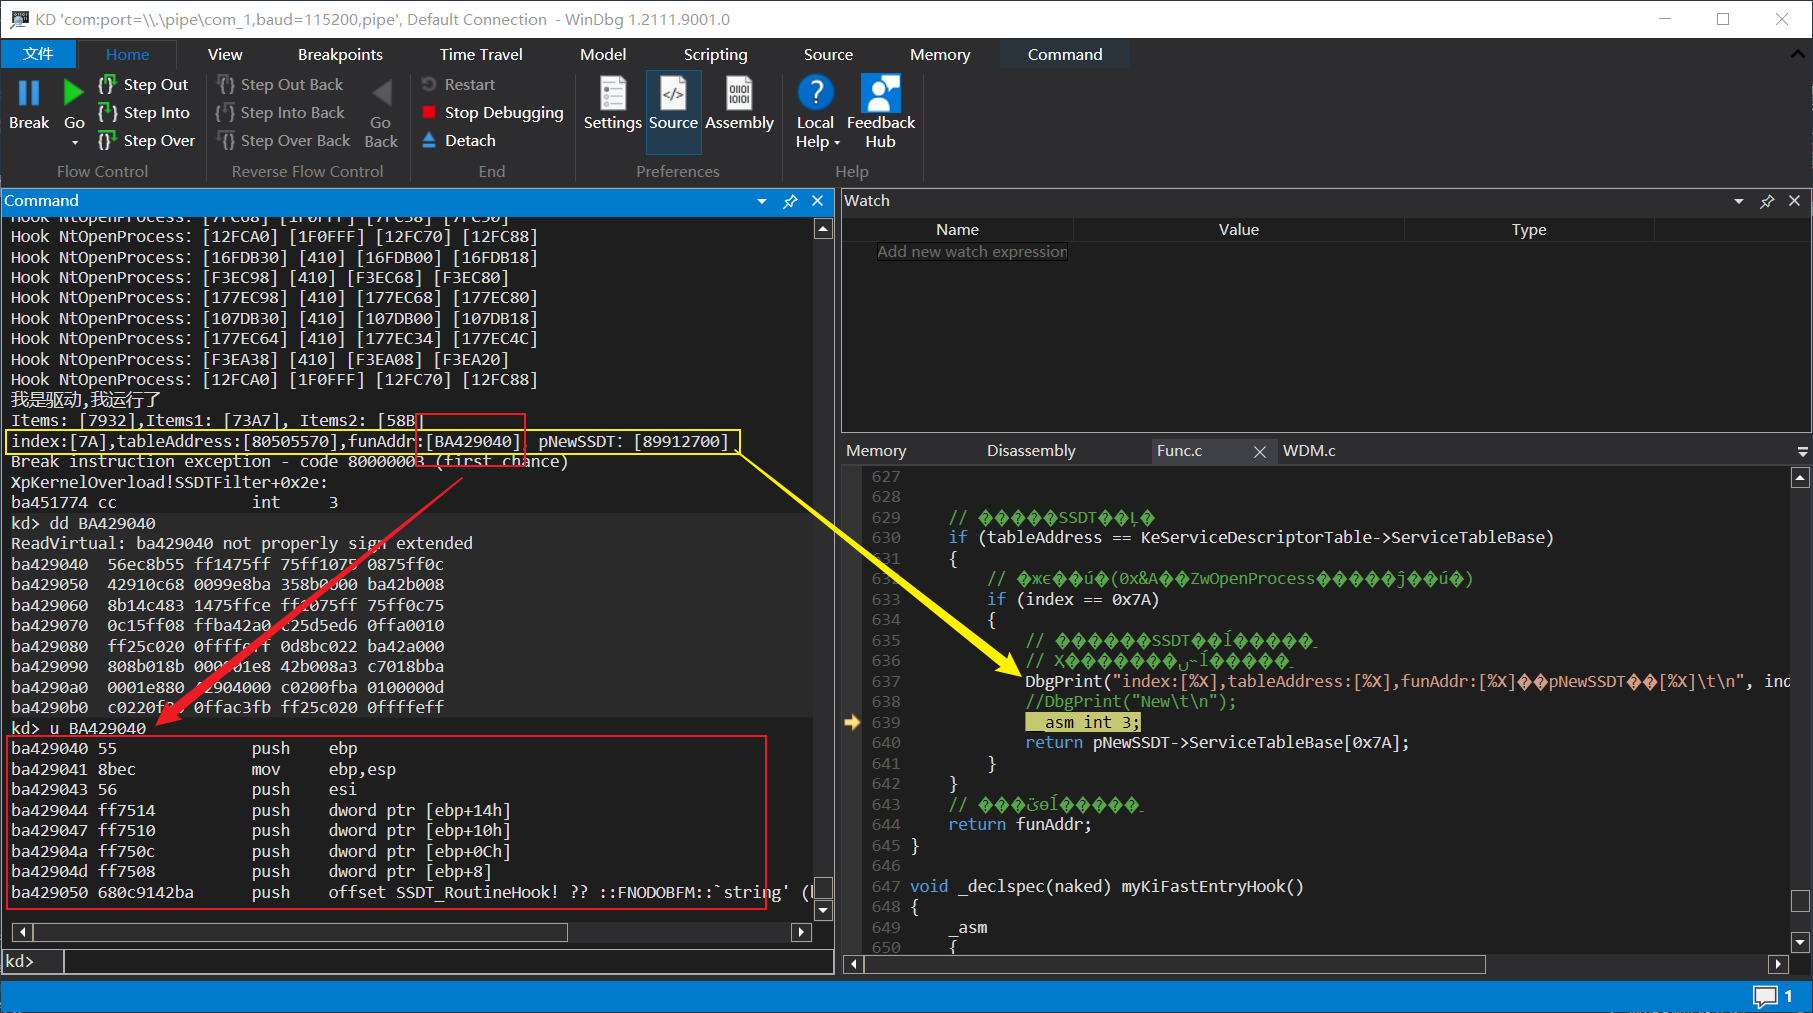 KD 'com:port=\\.\pipe\com_1,baud=115200,pipe', Default Connection - WinDbg 1.2111.9001.0
文件 Home View Breakpoints Time Travel Model Scripting Source Memory Command
Break
Go
Step Out
Step Into
Step Over
Flow Control
Step Out Back
Step Into Back
Step Over Back
Go Back
Reverse Flow Control
Restart
Stop Debugging
Detach
End
Settings Source Assembly
Preferences
Local Help
Feedback Hub
Help
Command
Hook NtOpenProcess: [7FC68] [1F0FFF] [7FC38] [7FC50]
Hook NtOpenProcess: [12FCA0] [1F0FFF] [12FC70] [12FC88]
Hook NtOpenProcess: [16FDB30] [410] [16FDB00] [16FDB18]
Hook NtOpenProcess: [F3EC98] [410] [F3EC68] [F3EC80]
Hook NtOpenProcess: [177EC98] [410] [177EC68] [177EC80]
Hook NtOpenProcess: [107DB30] [410] [107DB00] [107DB18]
Hook NtOpenProcess: [177EC64] [410] [177EC34] [177EC4C]
Hook NtOpenProcess: [F3EA38] [410] [F3EA08] [F3EA20]
Hook NtOpenProcess: [12FCA0] [1F0FFF] [12FC70] [12FC88]
我是驱动,我运行了
Items: [7932],Items1: [73A7], Items2: [58B]
index:[7A],tableAddress:[80505570],funAddr:[BA429040] pNewSSDT: [89912700]
Break instruction exception - code 80000003 (first chance)
XpKernelOverload!SSDTFilter+0x2e:
ba451774 cc int 3
kd> dd BA429040
ReadVirtual: ba429040 not properly sign extended
ba429040 56ec8b55 ff1475ff 75ff1075 0875ff0c
ba429050 42910c68 0099e8ba 358b0000 ba42b008
ba429060 8b14c483 1475ffce ff1075ff 75ff0c75
ba429070 0c15ff08 ffba42a0 c25d5ed6 0ffa0010
ba429080 ff25c020 0ffffeff 0d8bc022 ba42a000
ba429090 808b018b 000001e8 42b008a3 c7018bba
ba4290a0 0001e880 42904000 c0200fba 0100000d
ba4290b0 c0220f00 0ffac3fb ff25c020 0ffffeff
kd> u BA429040
ba429040 55 push ebp
ba429041 8bec mov ebp,esp
ba429043 56 push esi
ba429044 ff7514 push dword ptr [ebp+14h]
ba429047 ff7510 push dword ptr [ebp+10h]
ba42904a ff750c push dword ptr [ebp+0Ch]
ba42904d ff7508 push dword ptr [ebp+8]
ba429050 680c9142ba push offset SSDT_RoutineHook! ?? ::FNODOBFM::`string' (
kd>
Watch
Name Value Type
Add new watch expression
Memory Disassembly Func.c WDM.c
627
628
629 // �����SSDT��Ļ�
630 if (tableAddress == KeServiceDescriptorTable->ServiceTableBase)
631 {
632 (0x&A��ZwOpenProcess
633 if (index == 0x7A)
634 {
635 // ������SSDT
636 // X
637 DbgPrint("index:[%X],tableAddress:[%X],funAddr:[%X]��pNewSSDT��[%X]\t\n", ind
638 //DbgPrint("New\t\n");
639 _asm int 3;
640 return pNewSSDT->ServiceTableBase[0x7A];
641 }
642 }
643 //
644 return funAddr;
645 }
646
647 void _declspec(naked) myKiFastEntryHook()
648 {
649 _asm
650 {
1